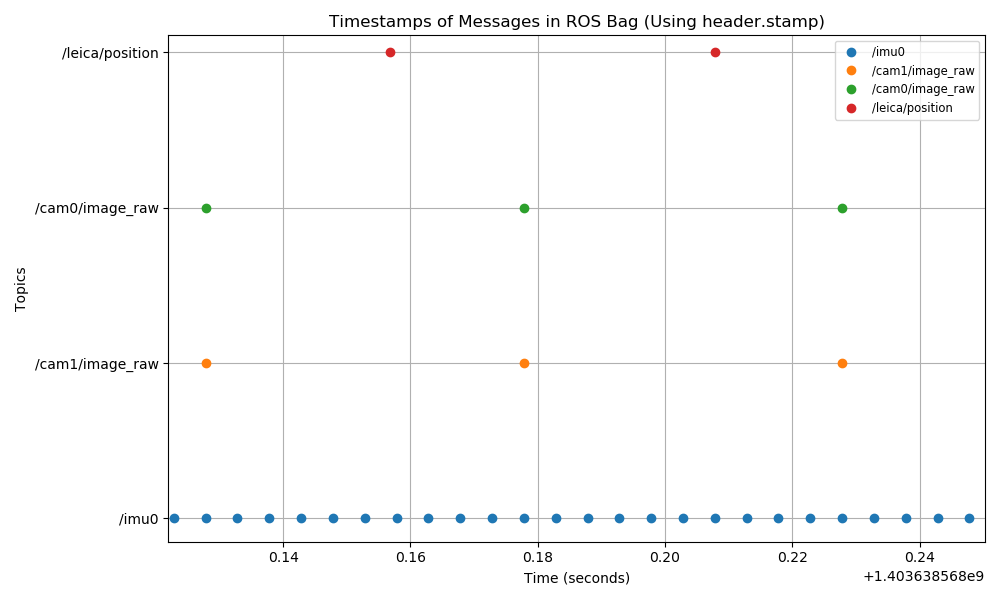 Timestamps of Messages in ROS Bag (Using header.stamp)
/leica/position
/cam0/image_raw
/cam1/image_raw
/imu0
Topics
/imu0
/cam1/image_raw
/cam0/image_raw
/leica/position
0.14
0.16
0.18
0.20
0.22
0.24
Time (seconds)
+1.403638568e9